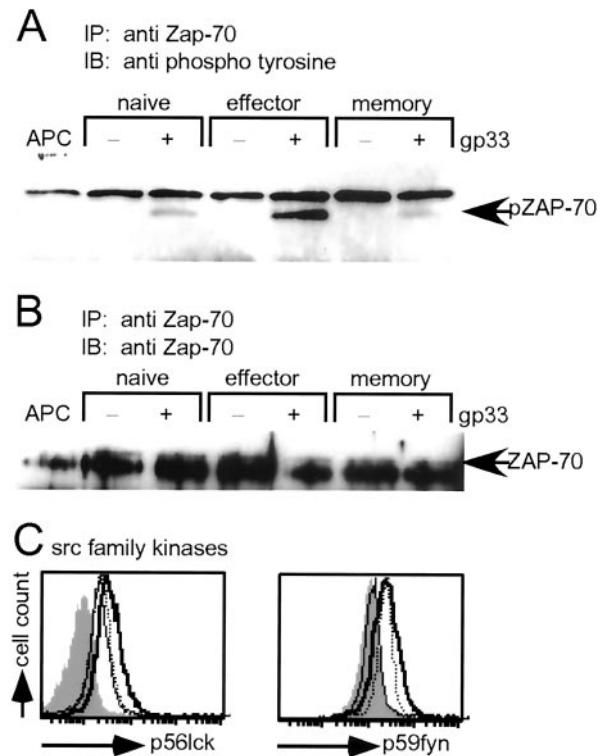 A
IP: anti Zap-70
IB: anti phospho tyrosine
naive effector memory
APC – + – + – + gp33
pZAP-70
B
IP: anti Zap-70
IB: anti Zap-70
naive effector memory
APC – + – + – + gp33
ZAP-70
C src family kinases
cell count
p56lck p59fyn